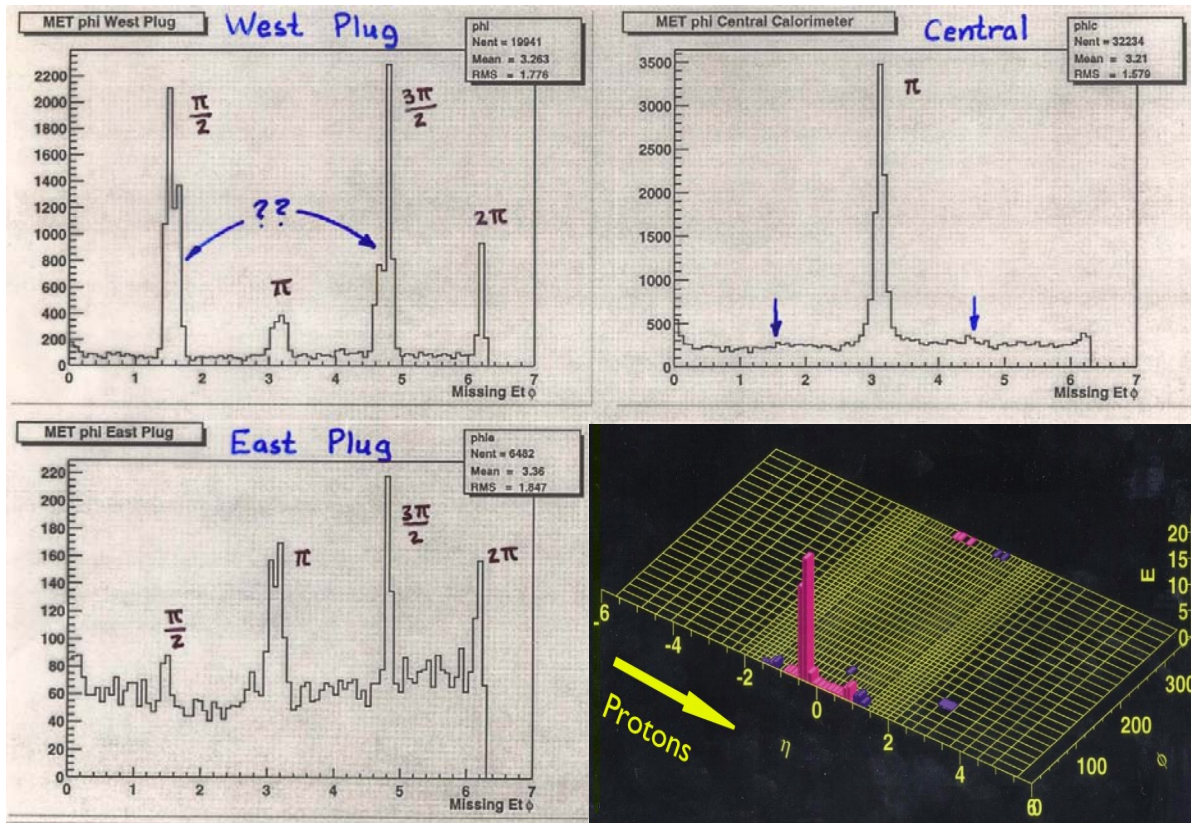 MET phi West Plug
West Plug
phi
Nent = 19941
Mean = 3.263
RMS = 1.776
π/2
3π/2
??
π
2π
2200
2000
1800
1600
1400
1200
1000
800
600
400
200
0
0 1 2 3 4 5 6 7
Missing Et ϕ
MET phi Central Calorimeter
Central
phic
Nent = 32234
Mean = 3.21
RMS = 1.579
π
3500
3000
2500
2000
1500
1000
500
0
0 1 2 3 4 5 6 7
Missing Et ϕ
MET phi East Plug
East Plug
phie
Nent = 6482
Mean = 3.36
RMS = 1.847
π/2
π
3π/2
2π
220
200
180
160
140
120
100
80
60
40
20
0
0 1 2 3 4 5 6 7
Missing Et ϕ
20
15
10
5
0
E
-6 -4 -2 0 2 4 60
η
100 200 300
ϕ
Protons